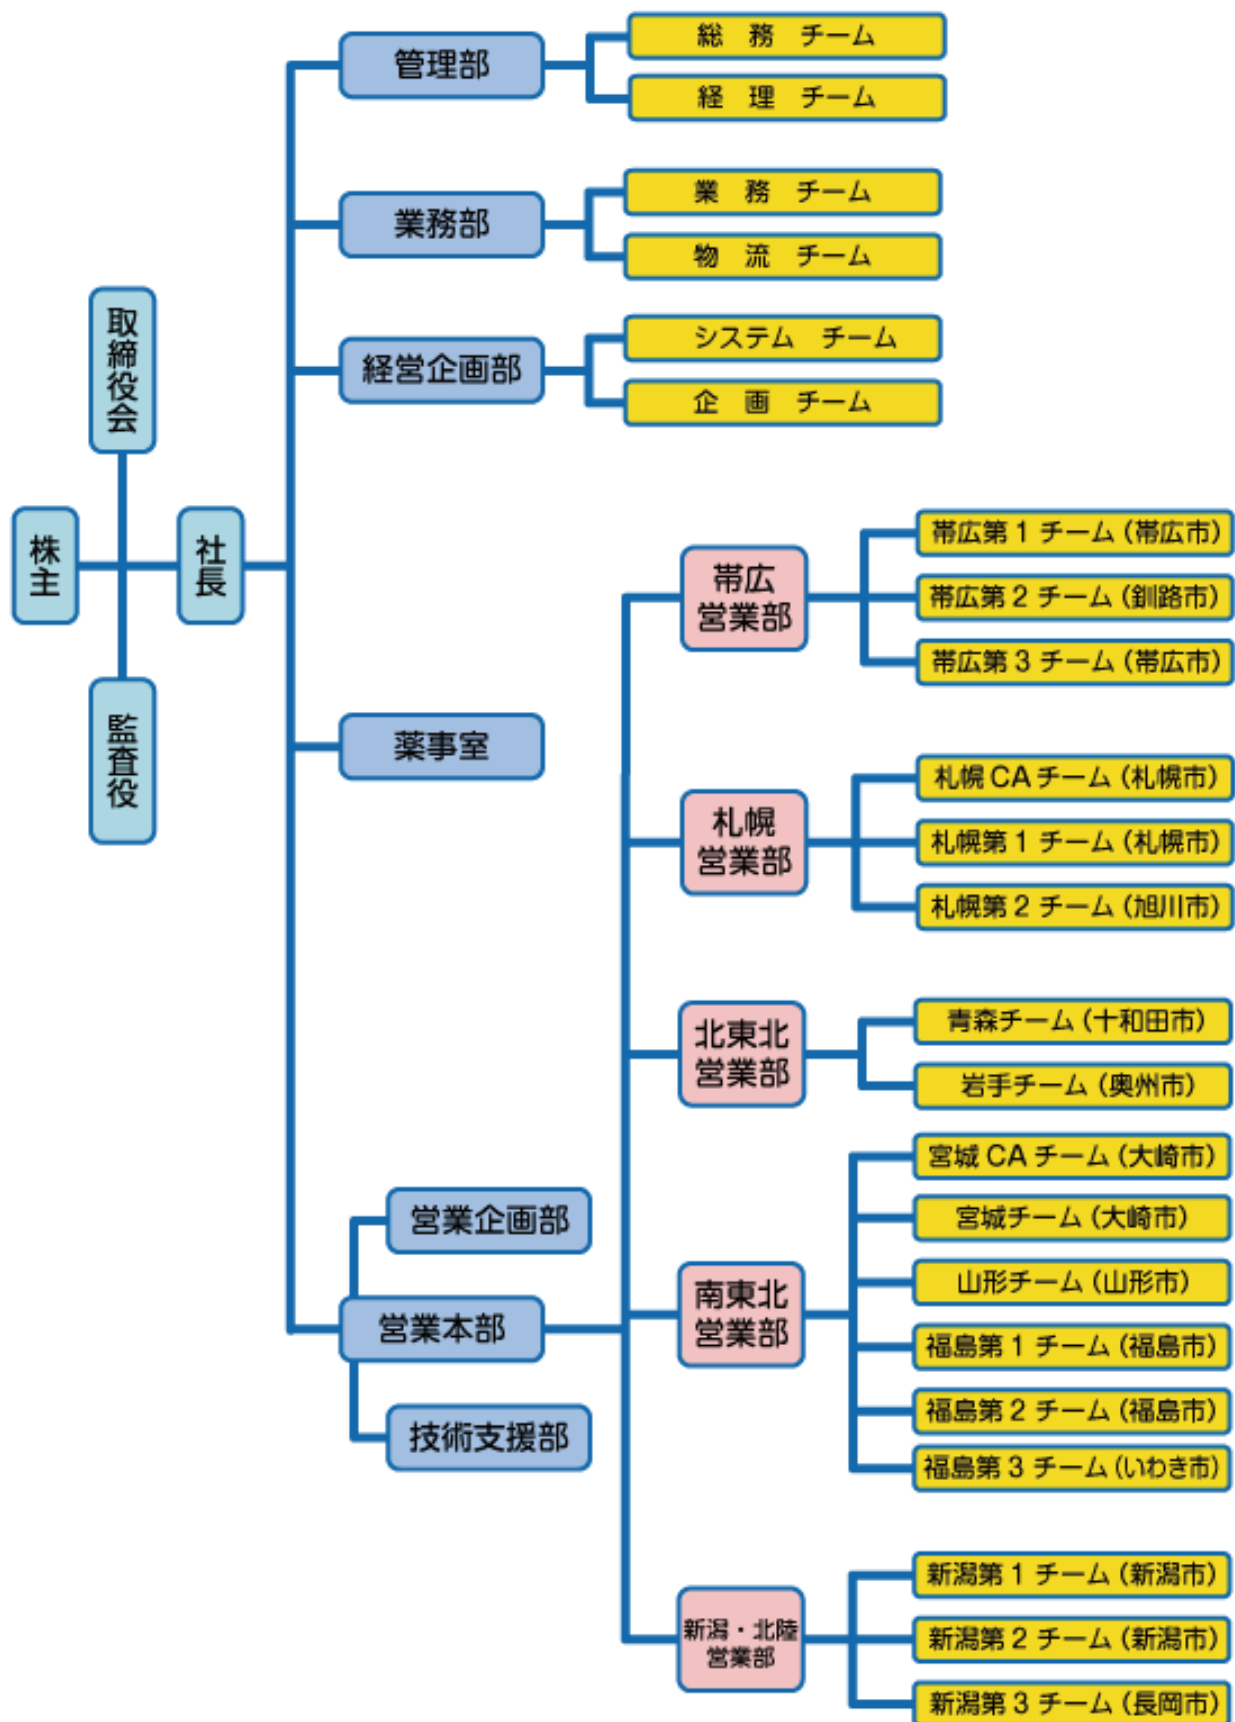 株主
取締役会
監査役
社長
管理部
総　務　チーム
経　理　チーム
業務部
業　務　チーム
物　流　チーム
経営企画部
システム　チーム
企　画　チーム
薬事室
営業企画部
営業本部
技術支援部
帯広
営業部
帯広第 1 チーム (帯広市)
帯広第 2 チーム (釧路市)
帯広第 3 チーム (帯広市)
札幌
営業部
札幌 CA チーム (札幌市)
札幌第 1 チーム (札幌市)
札幌第 2 チーム (旭川市)
北東北
営業部
青森チーム (十和田市)
岩手チーム (奥州市)
南東北
営業部
宮城 CA チーム (大崎市)
宮城チーム (大崎市)
山形チーム (山形市)
福島第 1 チーム (福島市)
福島第 2 チーム (福島市)
福島第 3 チーム (いわき市)
新潟・北陸
営業部
新潟第 1 チーム (新潟市)
新潟第 2 チーム (新潟市)
新潟第 3 チーム (長岡市)